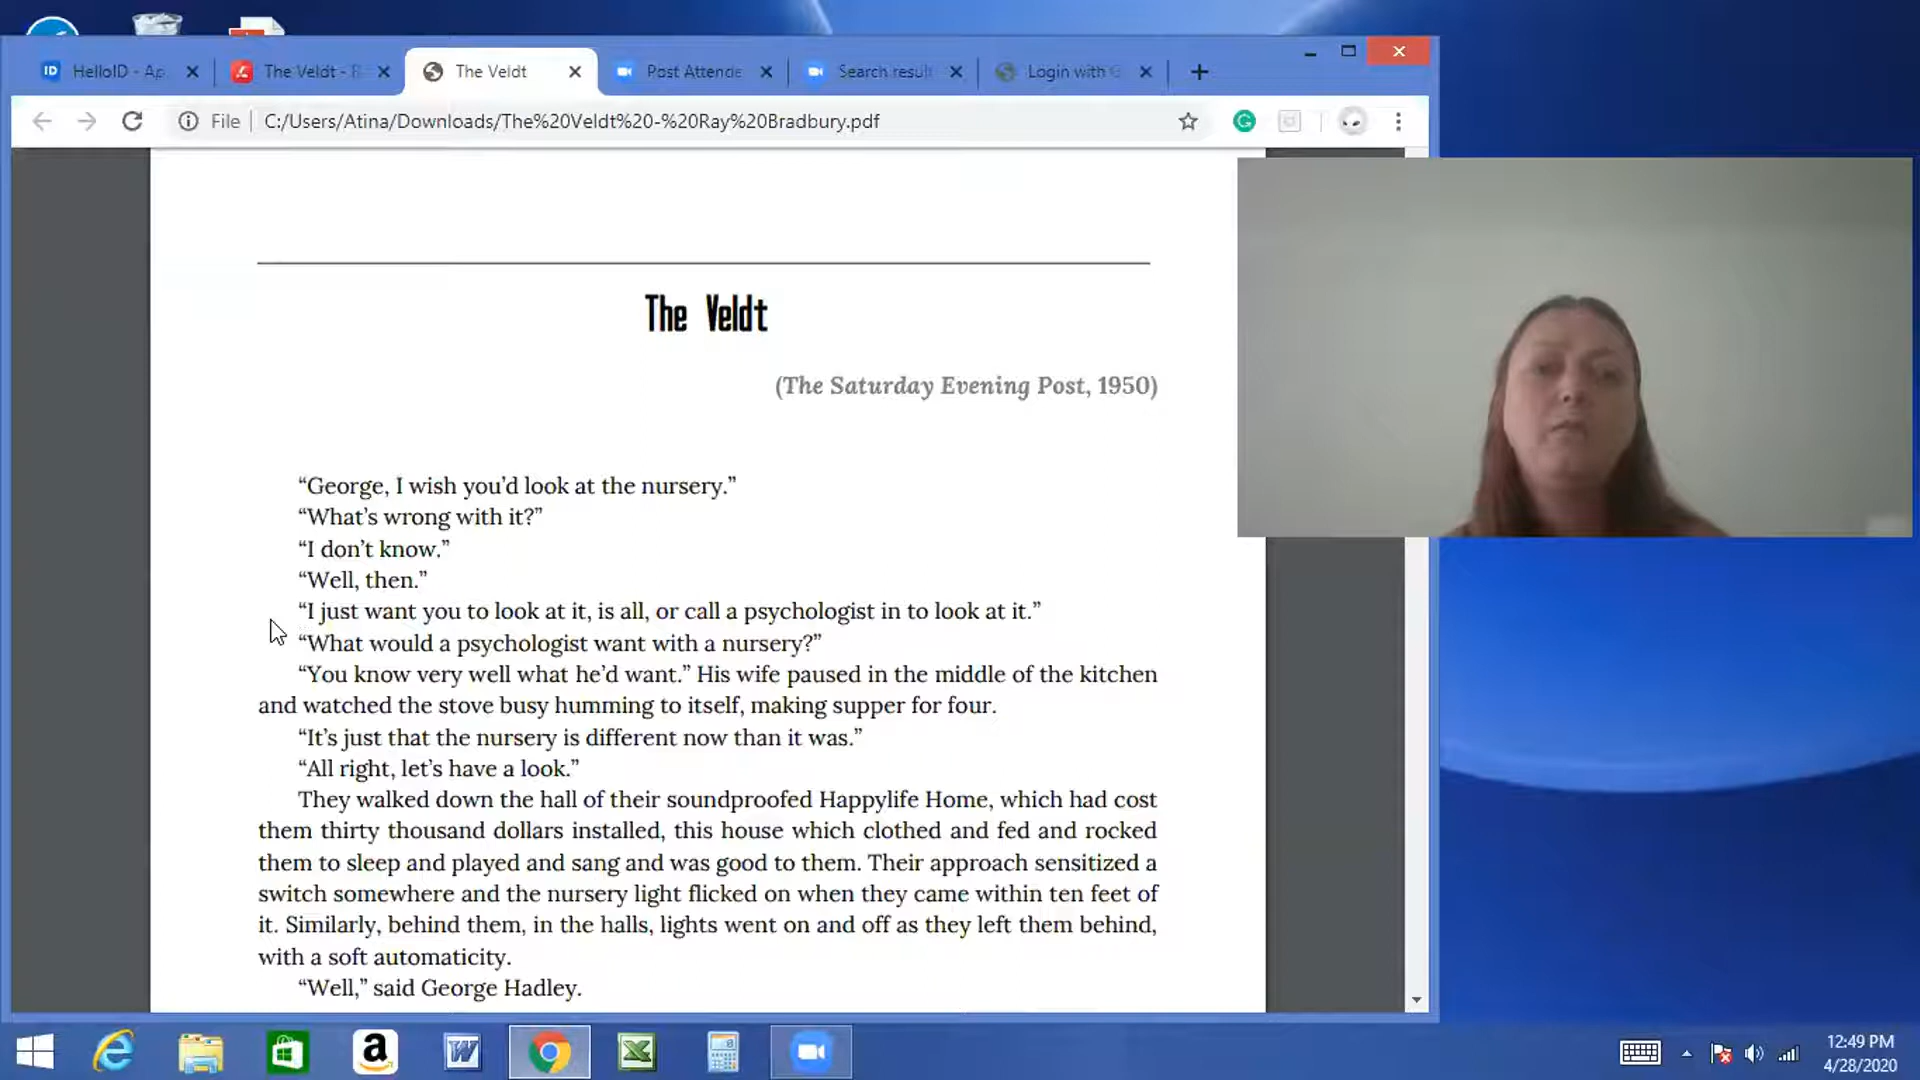 HelloID - Ap
The Veldt - 
The Veldt
Post Attende
Search result
Login with
File
C:/Users/Atina/Downloads/The%20Veldt%20-%20Ray%20Bradbury.pdf
The Veldt
(The Saturday Evening Post, 1950)
“George, I wish you’d look at the nursery.”
“What’s wrong with it?”
“I don’t know.”
“Well, then.”
“I just want you to look at it, is all, or call a psychologist in to look at it.”
“What would a psychologist want with a nursery?”
“You know very well what he’d want.” His wife paused in the middle of the kitchen
and watched the stove busy humming to itself, making supper for four.
“It’s just that the nursery is different now than it was.”
“All right, let’s have a look.”
They walked down the hall of their soundproofed Happylife Home, which had cost
them thirty thousand dollars installed, this house which clothed and fed and rocked
them to sleep and played and sang and was good to them. Their approach sensitized a
switch somewhere and the nursery light flicked on when they came within ten feet of
it. Similarly, behind them, in the halls, lights went on and off as they left them behind,
with a soft automaticity.
“Well,” said George Hadley.
12:49 PM
4/28/2020